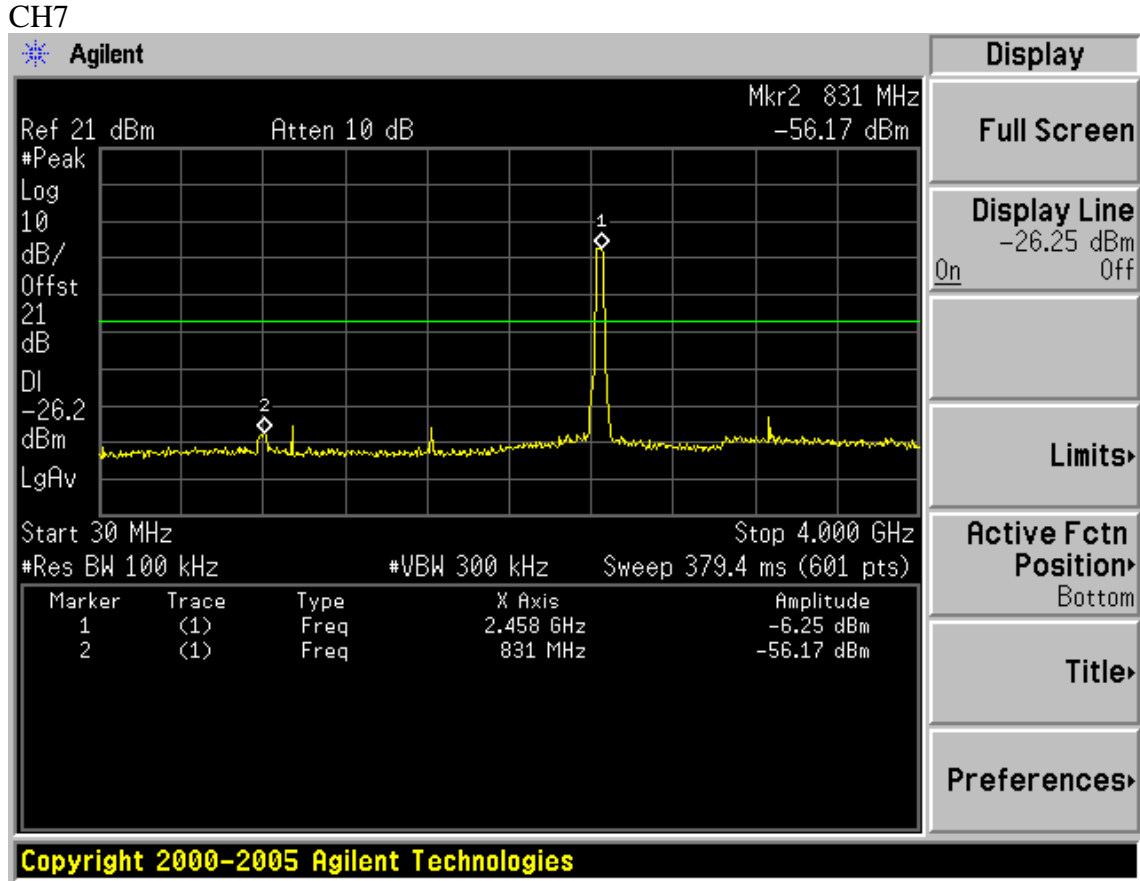 CH7
Agilent
Display
Mkr2 831 MHz
Ref 21 dBm Atten 10 dB -56.17 dBm
#Peak
Log
10
dB/
Offst
21
dB
DI
-26.2
dBm
LgAv
1
2
Start 30 MHz Stop 4.000 GHz
#Res BW 100 kHz #VBW 300 kHz Sweep 379.4 ms (601 pts)
Marker Trace Type X Axis Amplitude
1 (1) Freq 2.458 GHz -6.25 dBm
2 (1) Freq 831 MHz -56.17 dBm
Full Screen
Display Line
-26.25 dBm
On Off
Limits
Active Fctn
Position
Bottom
Title
Preferences
Copyright 2000-2005 Agilent Technologies